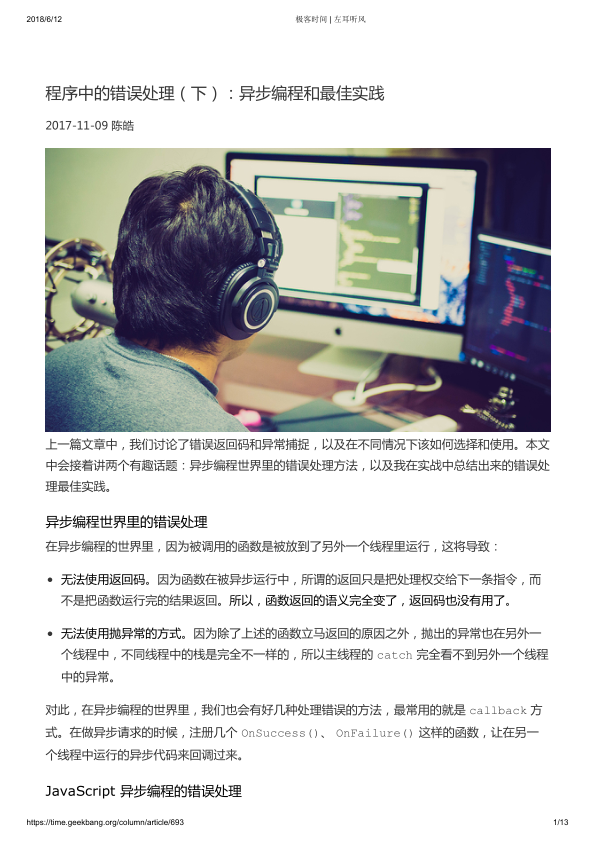 2018/6/12
极客时间 | 左耳听风
程序中的错误处理（下）：异步编程和最佳实践
2017-11-09 陈皓
上一篇文章中，我们讨论了错误返回码和异常捕捉，以及在不同情况下该如何选择和使用。本文
中会接着讲两个有趣话题：异步编程世界里的错误处理方法，以及我在实战中总结出来的错误处
理最佳实践。
异步编程世界里的错误处理
在异步编程的世界里，因为被调用的函数是被放到了另外一个线程里运行，这将导致：
• 无法使用返回码。因为函数在被异步运行中，所谓的返回只是把处理权交给下一条指令，而
不是把函数运行完的结果返回。所以，函数返回的语义完全变了，返回码也没有用了。
• 无法使用抛异常的方式。因为除了上述的函数立马返回的原因之外，抛出的异常也在另外一
个线程中，不同线程中的栈是完全不一样的，所以主线程的 catch 完全看不到另外一个线程
中的异常。
对此，在异步编程的世界里，我们也会有好几种处理错误的方法，最常用的就是 callback 方
式。在做异步请求的时候，注册几个 OnSuccess()、 OnFailure() 这样的函数，让在另一
个线程中运行的异步代码来回调过来。
JavaScript 异步编程的错误处理
https://time.geekbang.org/column/article/693
1/13